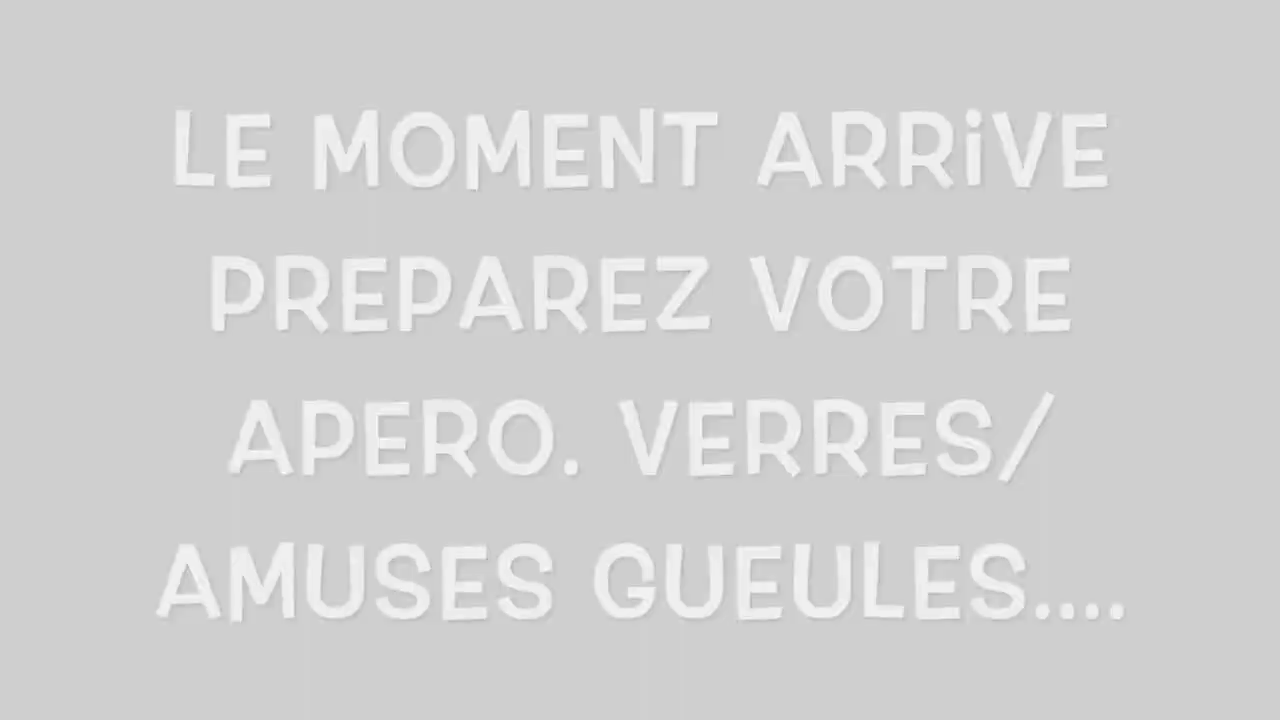 LE MOMENT ARRiVE
PREPAREZ VOTRE
APERO. VERRES/
AMUSES GUEULES....